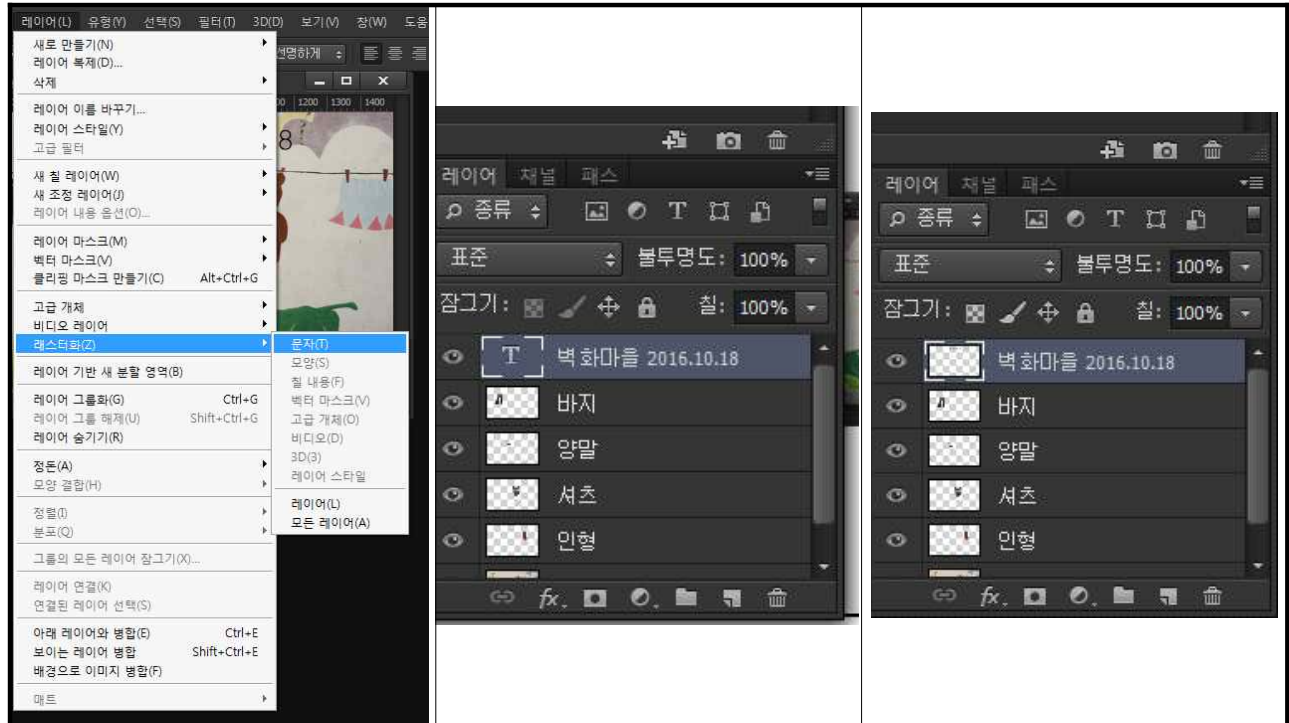 레이어(L) 유형(Y) 선택(S) 필터(T) 3D(D) 보기(V) 창(W) 도움
새로 만들기(N)
레이어 복제(D)...
삭제
레이어 이름 바꾸기...
레이어 스타일(Y)
고급 필터
새 칠 레이어(W)
새 조정 레이어(J)
레이어 내용 옵션(O)...
레이어 마스크(M)
벡터 마스크(V)
클리핑 마스크 만들기(C) Alt+Ctrl+G
고급 개체
비디오 레이어
래스터화(Z)
레이어 기반 새 분할 영역(B)
레이어 그룹화(G) Ctrl+G
레이어 그룹 해제(U) Shift+Ctrl+G
레이어 숨기기(R)
정돈(A)
모양 결합(H)
정렬(I)
분포(Q)
그룹의 모든 레이어 잠그기(X)...
레이어 연결(K)
연결된 레이어 선택(S)
아래 레이어와 병합(E) Ctrl+E
보이는 레이어 병합 Shift+Ctrl+E
배경으로 이미지 병합(F)
매트
문자(T)
모양(S)
칠 내용(F)
벡터 마스크(V)
고급 개체(O)
비디오(D)
3D(3)
레이어 스타일
레이어(L)
모든 레이어(A)
선명하게
1200 1300 1400
8
레이어 채널 패스
종류 T
표준 불투명도: 100%
잠그기: 칠: 100%
T 벽화마을 2016.10.18
바지
양말
셔츠
인형
fx.
레이어 채널 패스
종류 T
표준 불투명도: 100%
잠그기: 칠: 100%
벽화마을 2016.10.18
바지
양말
셔츠
인형
fx.